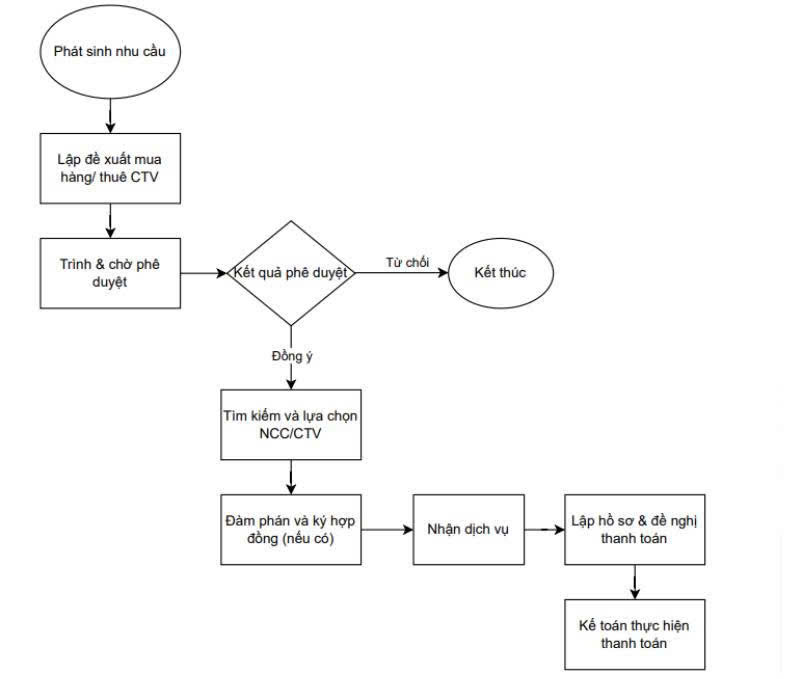 Phát sinh nhu cầu
Lập đề xuất mua
hàng/ thuê CTV
Trình & chờ phê
duyệt
Kết quả phê duyệt
Từ chối
Kết thúc
Đồng ý
Tìm kiếm và lựa chọn
NCC/CTV
Đàm phán và ký hợp
đồng (nếu có)
Nhận dịch vụ
Lập hồ sơ & đề nghị
thanh toán
Kế toán thực hiện
thanh toán